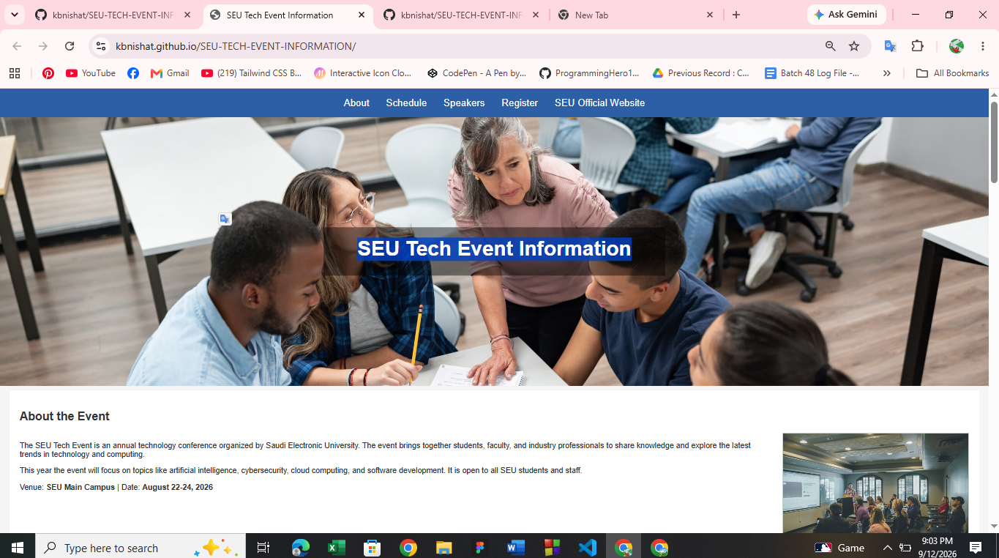 kbnishat/SEU-TECH-EVENT-INF
SEU Tech Event Information
kbnishat/SEU-TECH-EVENT-INF
New Tab
Ask Gemini
kbnishat.github.io/SEU-TECH-EVENT-INFORMATION/
YouTube
Gmail
(219) Tailwind CSS B...
Interactive Icon Clo...
CodePen - A Pen by...
ProgrammingHero1...
Previous Record : C...
Batch 48 Log File -...
All Bookmarks
About
Schedule
Speakers
Register
SEU Official Website
SEU Tech Event Information
About the Event
The SEU Tech Event is an annual technology conference organized by Saudi Electronic University. The event brings together students, faculty, and industry professionals to share knowledge and explore the latest
trends in technology and computing.
This year the event will focus on topics like artificial intelligence, cybersecurity, cloud computing, and software development. It is open to all SEU students and staff.
Venue: SEU Main Campus | Date: August 22-24, 2026
Type here to search
Game
9:03 PM
9/12/2026